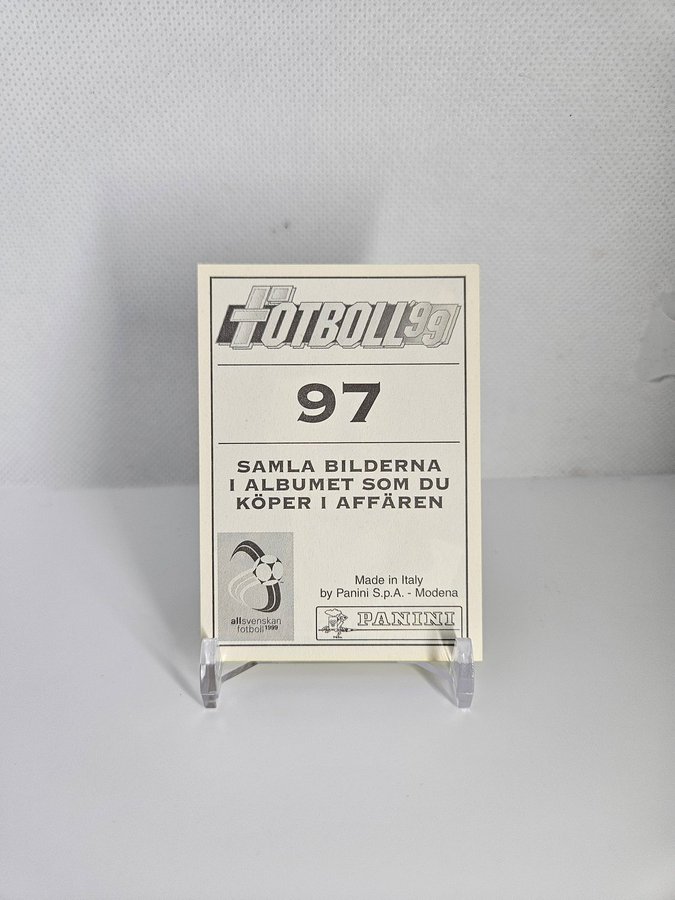 FOTBOLL'99
97
SAMLA BILDERNA
I ALBUMET SOM DU
KÖPER I AFFÄREN
allsvenskan
fotboll 1999
Made in Italy
by Panini S.p.A. - Modena
PANINI